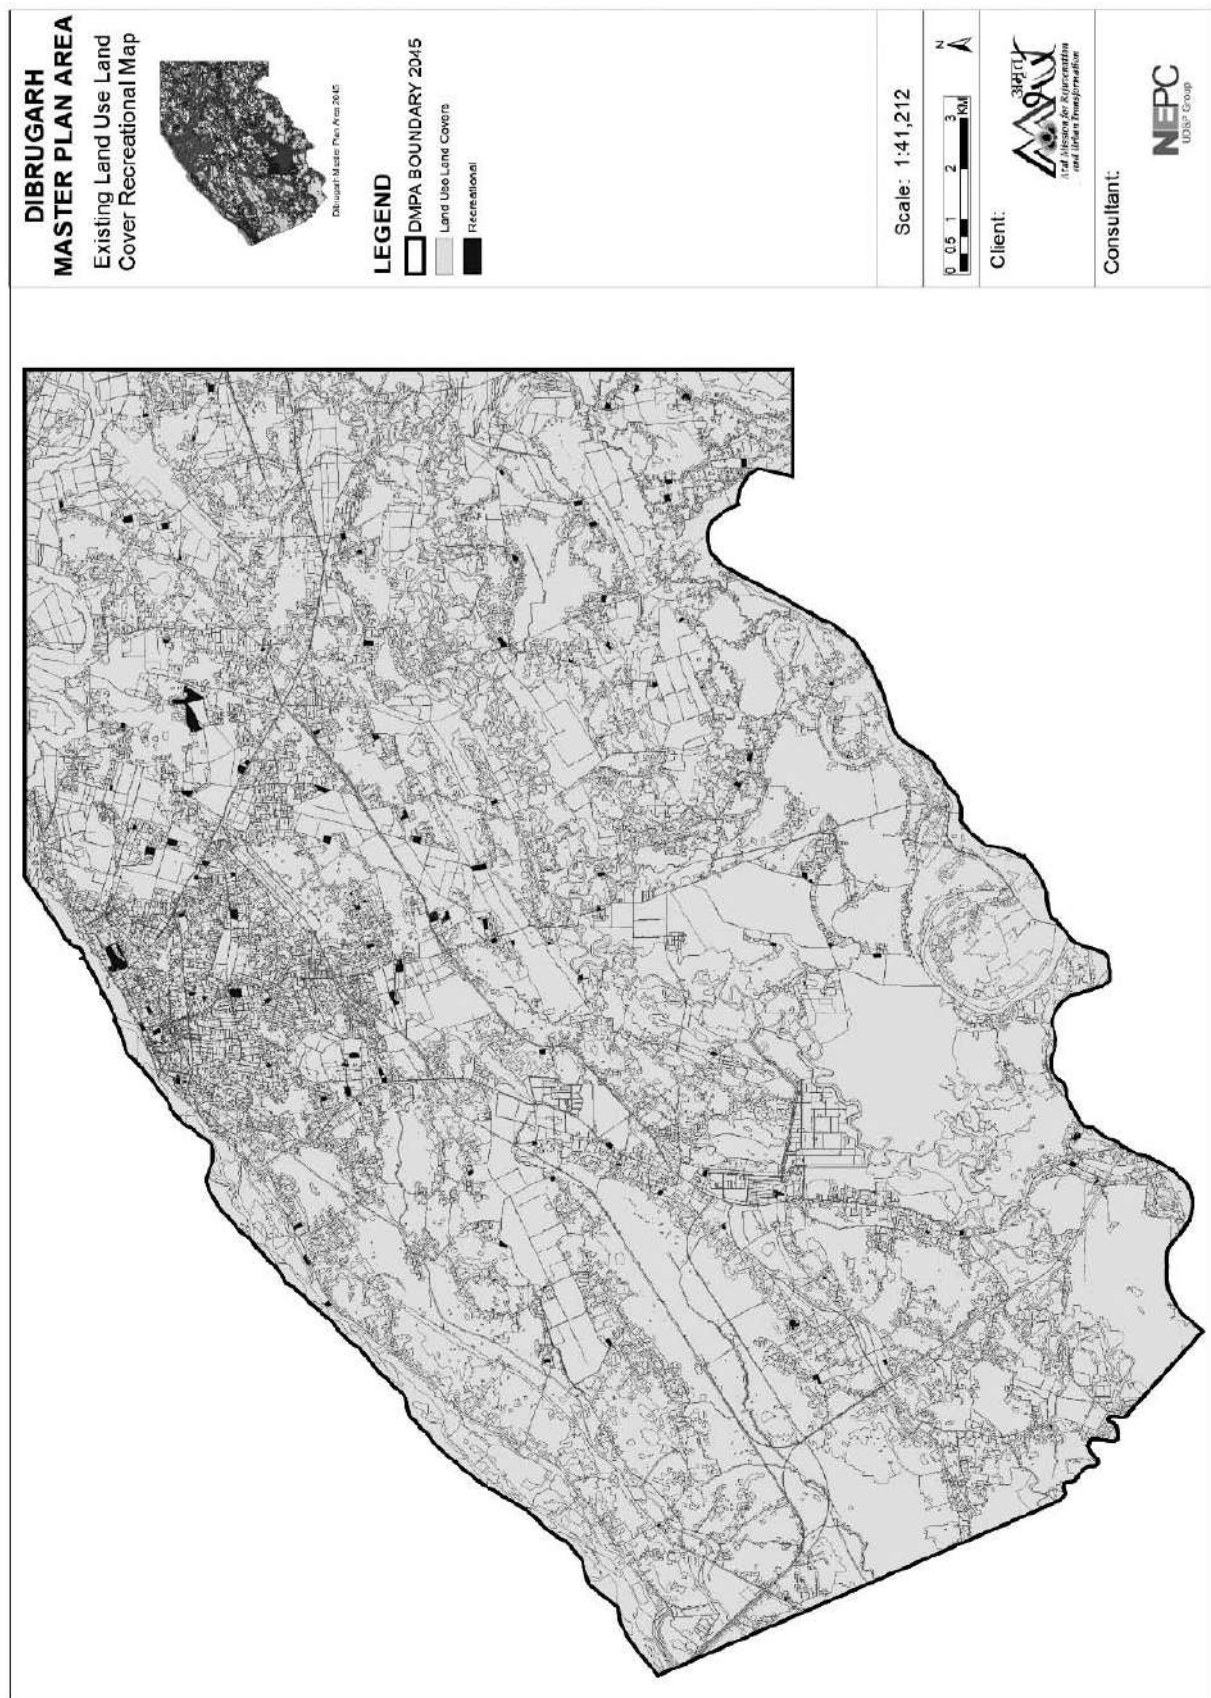 DIBRUGARH
MASTER PLAN AREA
Existing Land Use Land
Cover Recreational Map
Dibrugarh Master Plan Area 2045
LEGEND
DMPA BOUNDARY 2045
Land Use Land Covers
Recreational
Scale: 1:41,212
N
0 0.5 1 2 3
KM
Client:
अमृत
Atal Mission for Rejuvenation
and Urban Transformation
Consultant:
NEPC
UD&P Group